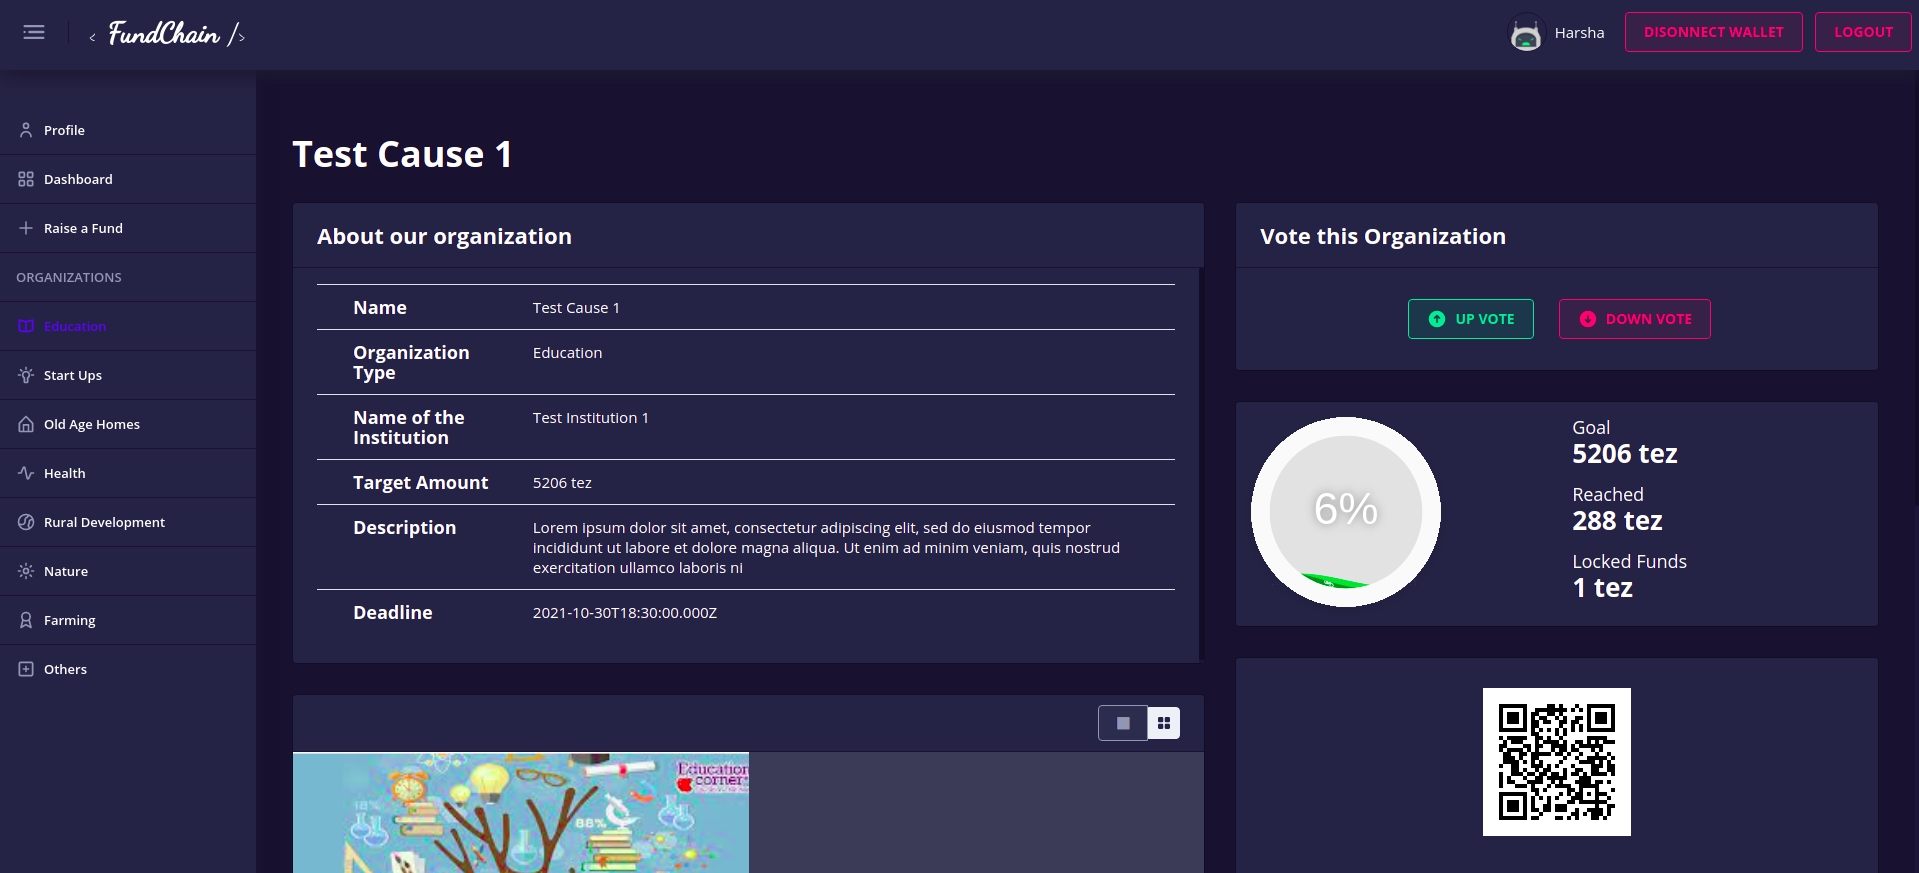 < FundChain />
Harsha
DISONNECT WALLET
LOGOUT
Profile
Dashboard
Raise a Fund
ORGANIZATIONS
Education
Start Ups
Old Age Homes
Health
Rural Development
Nature
Farming
Others
Test Cause 1
About our organization
Name
Test Cause 1
Organization
Type
Education
Name of the
Institution
Test Institution 1
Target Amount
5206 tez
Description
Lorem ipsum dolor sit amet, consectetur adipiscing elit, sed do eiusmod tempor
incididunt ut labore et dolore magna aliqua. Ut enim ad minim veniam, quis nostrud
exercitation ullamco laboris ni
Deadline
2021-10-30T18:30:00.000Z
Education
corner
18%
88%
Vote this Organization
UP VOTE
DOWN VOTE
6%
Goal
5206 tez
Reached
288 tez
Locked Funds
1 tez